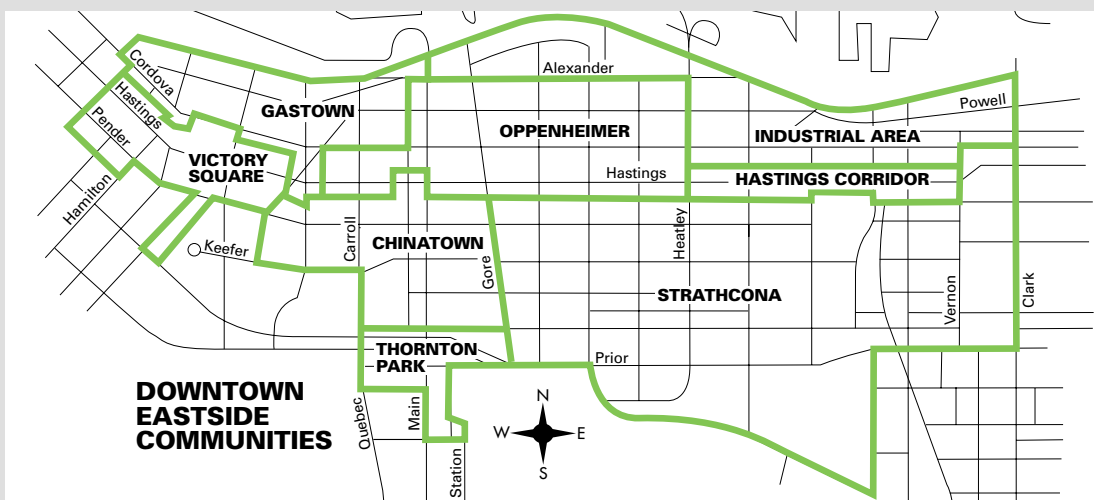 Cordova
Alexander
Hastings
GASTOWN
Powell
Pender
OPPENHEIMER
INDUSTRIAL AREA
VICTORY
SQUARE
Hastings
HASTINGS CORRIDOR
Hamilton
Keefer
Carroll
CHINATOWN
Gore
Heatley
STRATHCONA
Vernon
Clark
THORNTON
PARK
Prior
DOWNTOWN
EASTSIDE
COMMUNITIES
Quebec
Main
Station
N
W
E
S